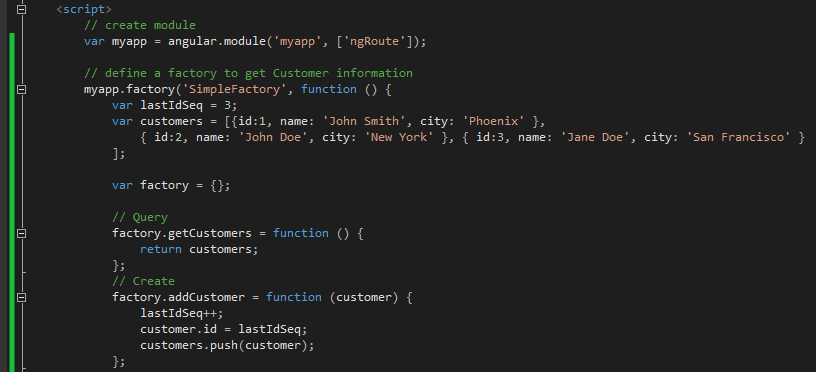 <script>
// create module
var myapp = angular.module('myapp', ['ngRoute']);
// define a factory to get Customer information
myapp.factory('SimpleFactory', function () {
var lastIdSeq = 3;
var customers = [{id:1, name: 'John Smith', city: 'Phoenix' },
{ id:2, name: 'John Doe', city: 'New York' }, { id:3, name: 'Jane Doe', city: 'San Francisco' }
];
var factory = {};
// Query
factory.getCustomers = function () {
return customers;
};
// Create
factory.addCustomer = function (customer) {
lastIdSeq++;
customer.id = lastIdSeq;
customers.push(customer);
};